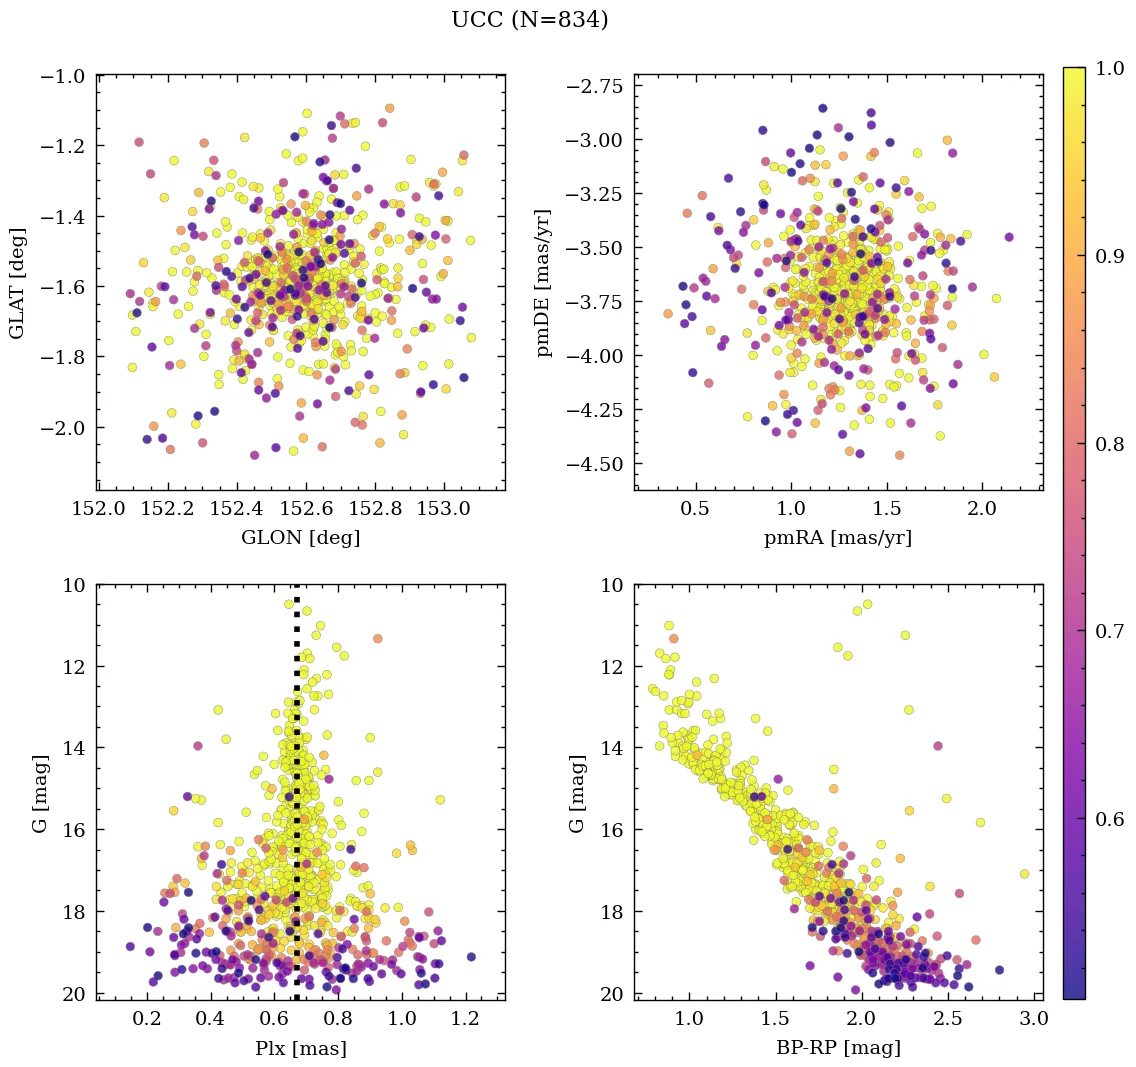 UCC (N=834)
−1.0
−1.2
−1.4
−1.6
−1.8
−2.0
GLAT [deg]
152.0 152.2 152.4 152.6 152.8 153.0
GLON [deg]
−2.75
−3.00
−3.25
−3.50
−3.75
−4.00
−4.25
−4.50
pmDE [mas/yr]
0.5 1.0 1.5 2.0
pmRA [mas/yr]
1.0
0.9
0.8
0.7
0.6
10
12
14
16
18
20
G [mag]
0.2 0.4 0.6 0.8 1.0 1.2
Plx [mas]
10
12
14
16
18
20
G [mag]
1.0 1.5 2.0 2.5 3.0
BP-RP [mag]